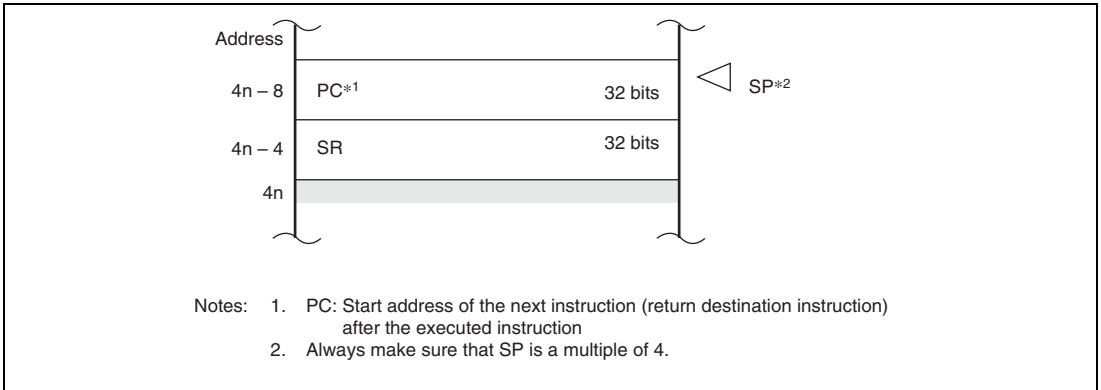 Address
4n – 8 PC*1 32 bits SP*2
4n – 4 SR 32 bits
4n
Notes: 1. PC: Start address of the next instruction (return destination instruction)
after the executed instruction
2. Always make sure that SP is a multiple of 4.